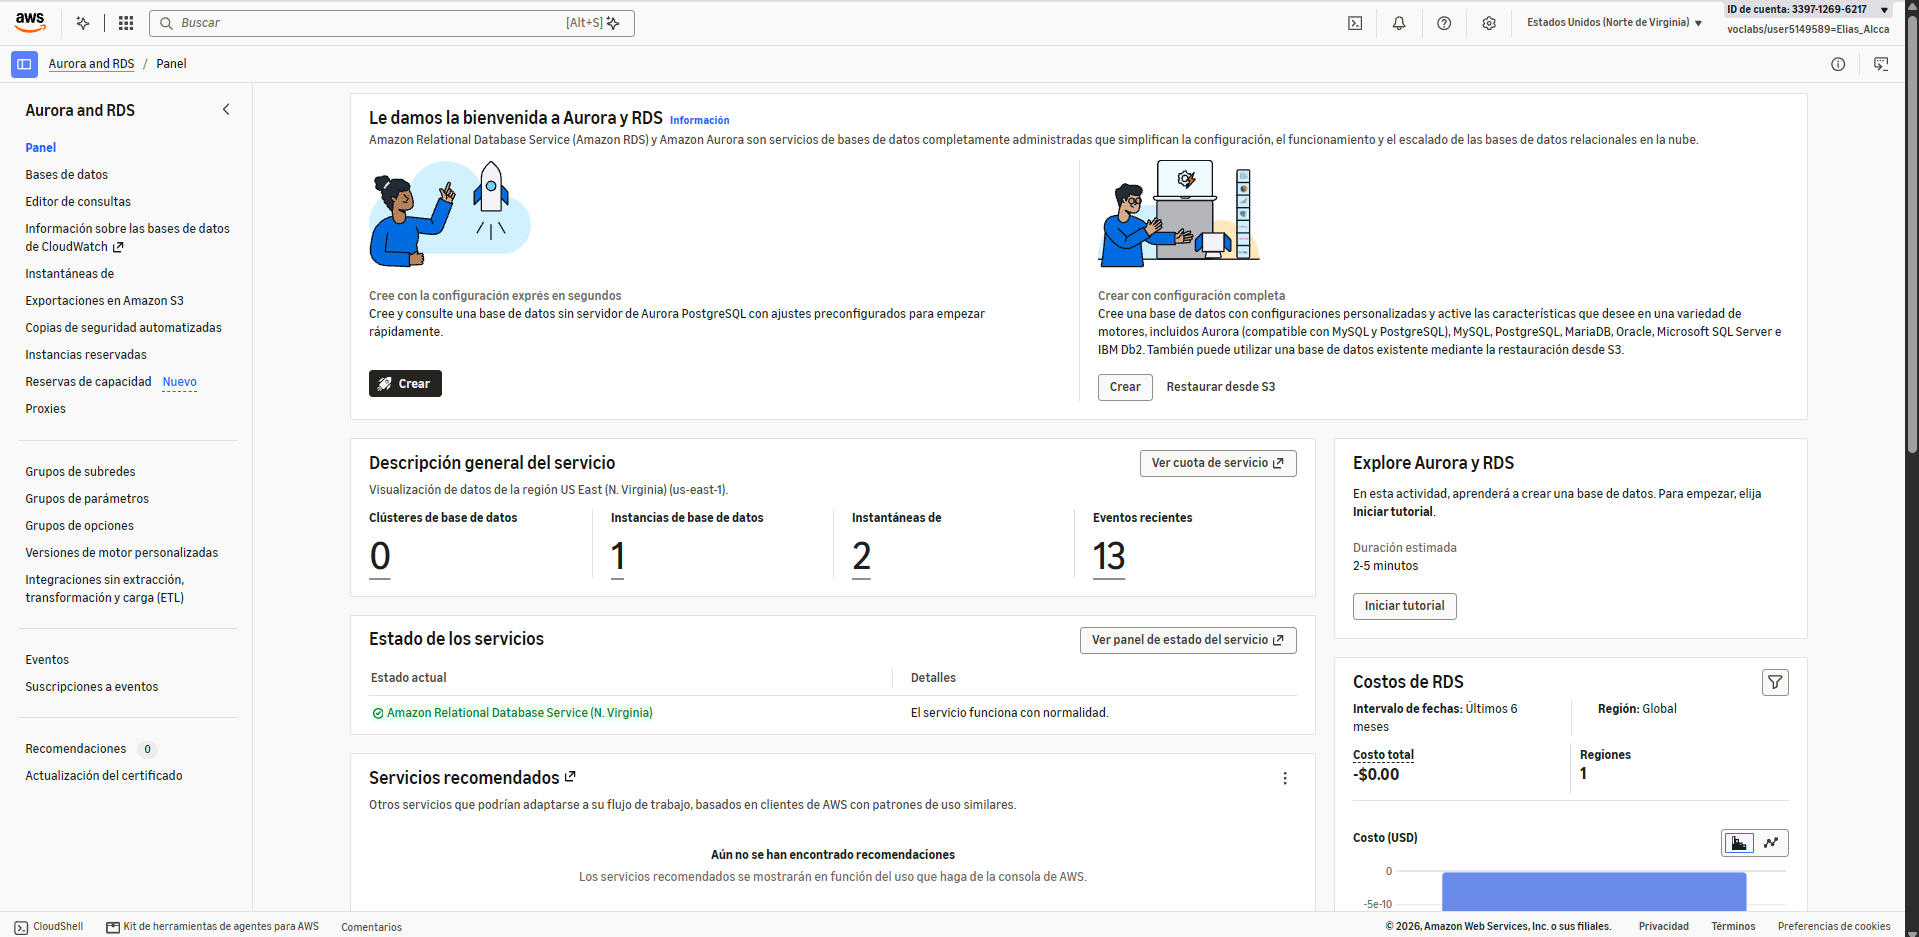 aws
Buscar
[Alt+S]
Estados Unidos (Norte de Virginia)
ID de cuenta: 3397-1269-6217
voclabs/user5149589=Elias_Alcca
Aurora and RDS / Panel
Aurora and RDS
Panel
Bases de datos
Editor de consultas
Información sobre las bases de datos
de CloudWatch
Instantáneas de
Exportaciones en Amazon S3
Copias de seguridad automatizadas
Instancias reservadas
Reservas de capacidad Nuevo
Proxies
Grupos de subredes
Grupos de parámetros
Grupos de opciones
Versiones de motor personalizadas
Integraciones sin extracción,
transformación y carga (ETL)
Eventos
Suscripciones a eventos
Recomendaciones 0
Actualización del certificado
Le damos la bienvenida a Aurora y RDS Información
Amazon Relational Database Service (Amazon RDS) y Amazon Aurora son servicios de bases de datos completamente administradas que simplifican la configuración, el funcionamiento y el escalado de las bases de datos relacionales en la nube.
Cree con la configuración exprés en segundos
Cree y consulte una base de datos sin servidor de Aurora PostgreSQL con ajustes preconfigurados para empezar
rápidamente.
Crear
Crear con configuración completa
Cree una base de datos con configuraciones personalizadas y active las características que desee en una variedad de
motores, incluidos Aurora (compatible con MySQL y PostgreSQL), MySQL, PostgreSQL, MariaDB, Oracle, Microsoft SQL Server e
IBM Db2. También puede utilizar una base de datos existente mediante la restauración desde S3.
Crear Restaurar desde S3
Descripción general del servicio
Ver cuota de servicio
Visualización de datos de la región US East (N. Virginia) (us-east-1).
Clústeres de base de datos
0
Instancias de base de datos
1
Instantáneas de
2
Eventos recientes
13
Estado de los servicios
Ver panel de estado del servicio
Estado actual Detalles
Amazon Relational Database Service (N. Virginia) El servicio funciona con normalidad.
Servicios recomendados
Otros servicios que podrían adaptarse a su flujo de trabajo, basados en clientes de AWS con patrones de uso similares.
Aún no se han encontrado recomendaciones
Los servicios recomendados se mostrarán en función del uso que haga de la consola de AWS.
Explore Aurora y RDS
En esta actividad, aprenderá a crear una base de datos. Para empezar, elija
Iniciar tutorial.
Duración estimada
2-5 minutos
Iniciar tutorial
Costos de RDS
Intervalo de fechas: Últimos 6
meses
Región: Global
Costo total
-$0.00
Regiones
1
Costo (USD)
0
-5e-10
CloudShell
Kit de herramientas de agentes para AWS
Comentarios
© 2026, Amazon Web Services, Inc. o sus filiales.
Privacidad
Términos
Preferencias de cookies